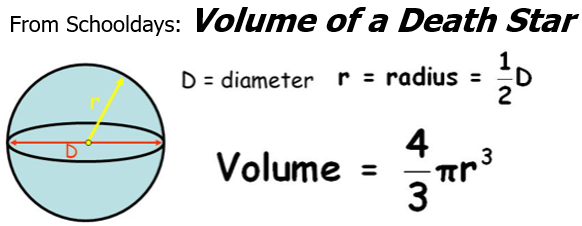 From Schooldays: Volume of a Death Star
D = diameter r = radius = 1/2 D
r
D
Volume = 4/3 πr³